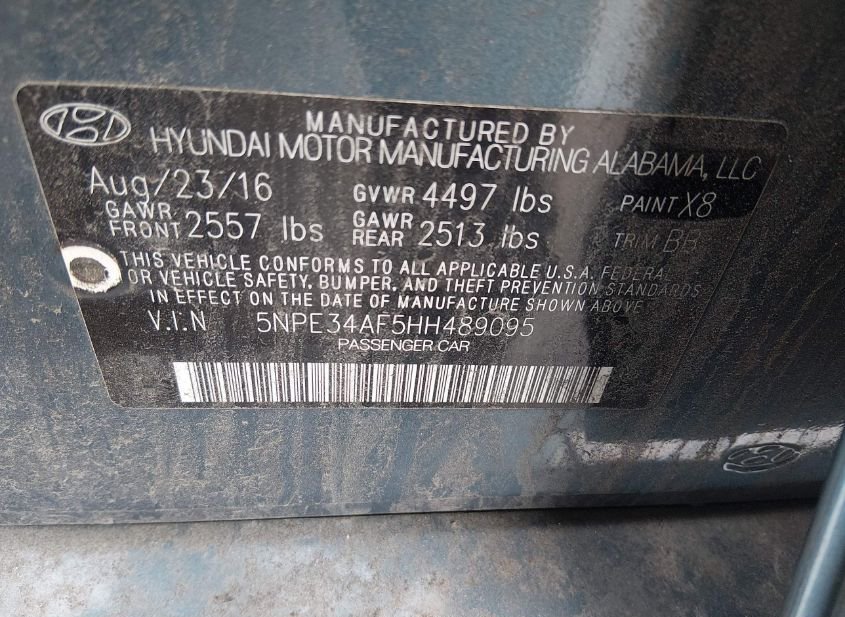 MANUFACTURED BY
HYUNDAI MOTOR MANUFACTURING ALABAMA, LLC
Aug/23/16 GVWR 4497 lbs PAINT X8
GAWR FRONT 2557 lbs GAWR REAR 2513 lbs TRIM BB
THIS VEHICLE CONFORMS TO ALL APPLICABLE U.S.A. FEDERAL
OR VEHICLE SAFETY, BUMPER, AND THEFT PREVENTION STANDARDS
IN EFFECT ON THE DATE OF MANUFACTURE SHOWN ABOVE
V.I.N 5NPE34AF5HH489095
PASSENGER CAR